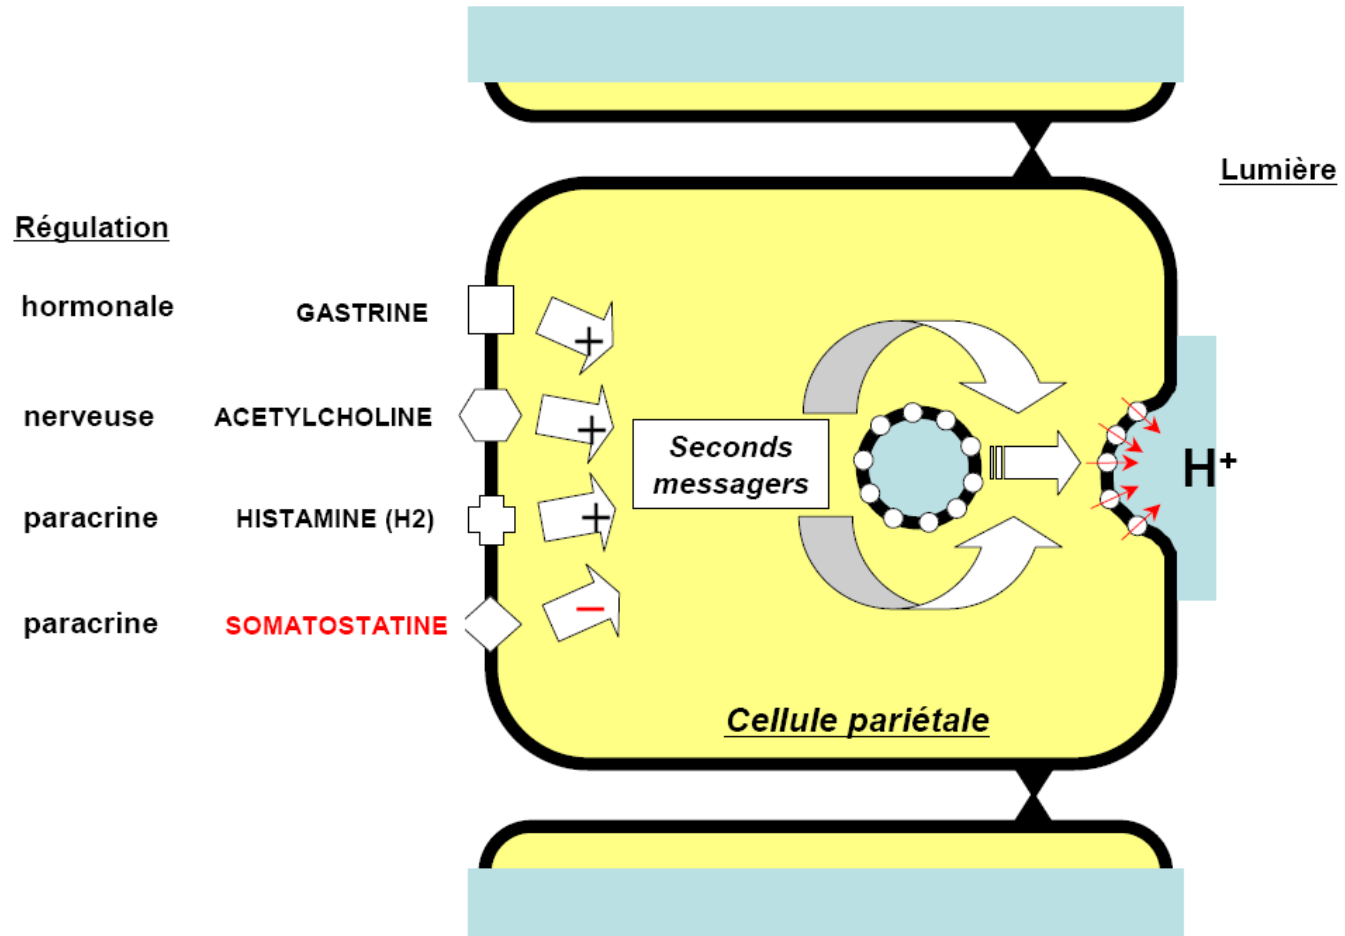 Lumière
Régulation
hormonale GASTRINE +
nerveuse ACETYLCHOLINE +
Seconds
messagers
H+
paracrine HISTAMINE (H2) +
paracrine SOMATOSTATINE −
Cellule pariétale